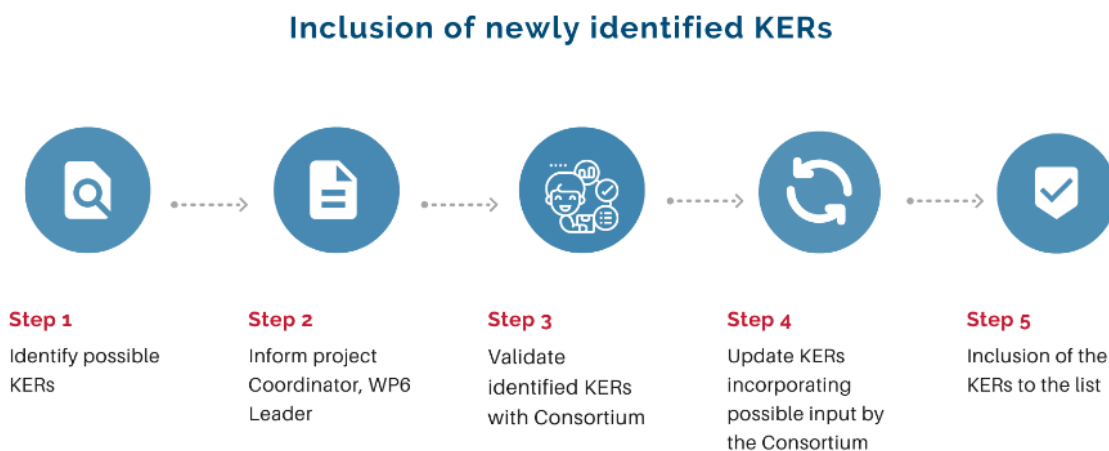 Inclusion of newly identified KERs
Step 1
Identify possible
KERs
Step 2
Inform project
Coordinator, WP6
Leader
Step 3
Validate
identified KERs
with Consortium
Step 4
Update KERs
incorporating
possible input by
the Consortium
Step 5
Inclusion of the
KERs to the list